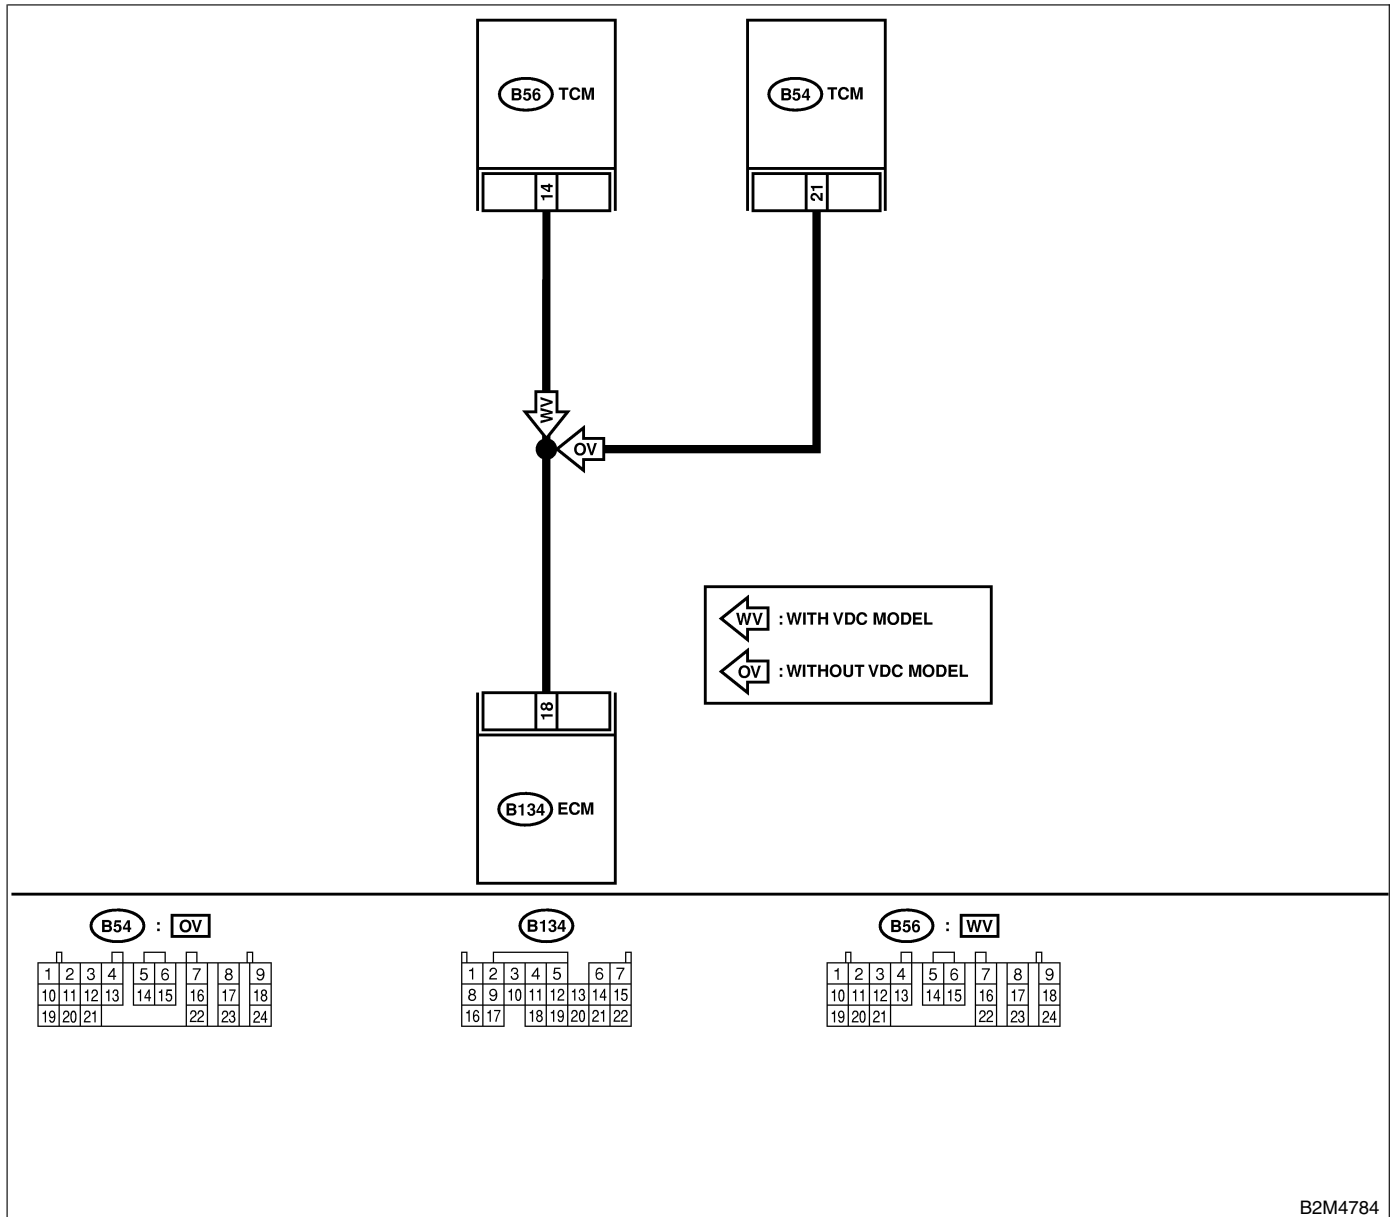 B56 TCM
B54 TCM
14
21
WV
OV
WV : WITH VDC MODEL
OV : WITHOUT VDC MODEL
18
B134 ECM
B54 : OV
B134
B56 : WV
1 2 3 4 5 6 7 8 9
10 11 12 13 14 15 16 17 18
19 20 21 22 23 24
1 2 3 4 5 6 7
8 9 10 11 12 13 14 15
16 17 18 19 20 21 22
1 2 3 4 5 6 7 8 9
10 11 12 13 14 15 16 17 18
19 20 21 22 23 24
B2M4784